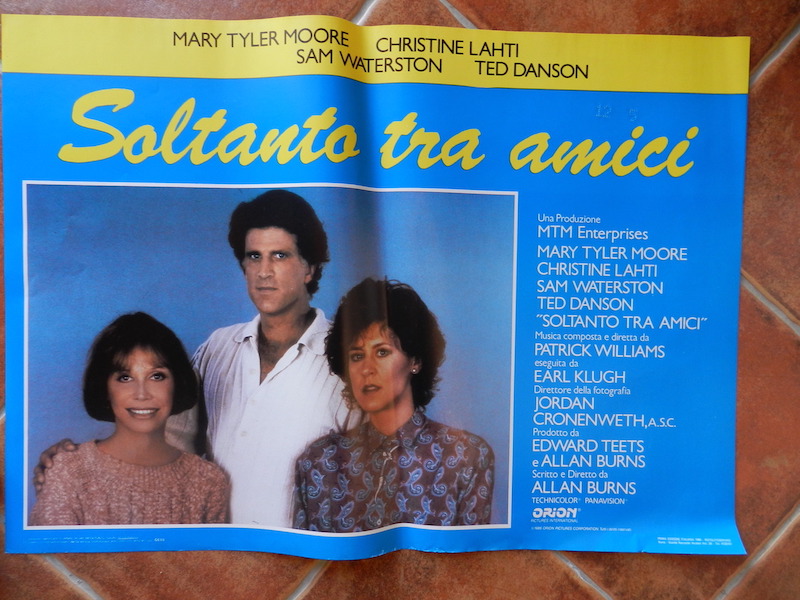 MARY TYLER MOORE CHRISTINE LAHTI
SAM WATERSTON TED DANSON
Soltanto tra amici
Una Produzione
MTM Enterprises
MARY TYLER MOORE
CHRISTINE LAHTI
SAM WATERSTON
TED DANSON
"SOLTANTO TRA AMICI"
Musica composta e diretta da
PATRICK WILLIAMS
eseguita da
EARL KLUGH
Direttore della fotografia
JORDAN
CRONENWETH, A.S.C.
Prodotto da
EDWARD TEETS
e ALLAN BURNS
Scritto e Diretto da
ALLAN BURNS
TECHNICOLOR® PANAVISION®
ORION
PICTURES INTERNATIONAL